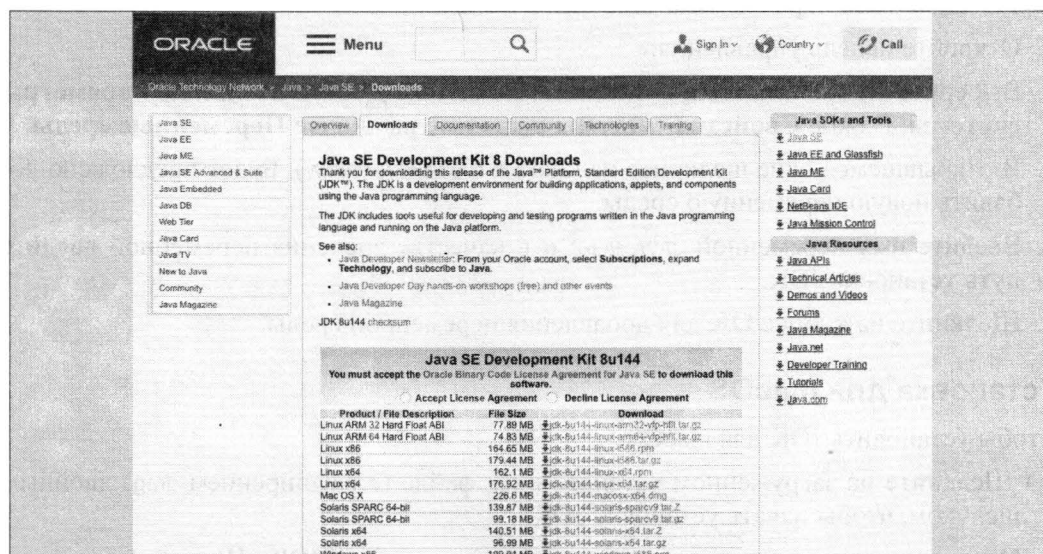 ORACLE
Menu
Sign In
Country
Call
Oracle Technology Network > Java > Java SE > Downloads
Java SE
Java EE
Java ME
Java SE Advanced & Suite
Java Embedded
Java DB
Web Tier
Java Card
Java TV
New to Java
Community
Java Magazine
Overview Downloads Documentation Community Technologies Training
Java SE Development Kit 8 Downloads
Thank you for downloading this release of the Java™ Platform, Standard Edition Development Kit
(JDK™). The JDK is a development environment for building applications, applets, and components
using the Java programming language.
The JDK includes tools useful for developing and testing programs written in the Java programming
language and running on the Java platform.
See also:
• Java Developer Newsletter: From your Oracle account, select Subscriptions, expand
Technology, and subscribe to Java.
• Java Developer Day hands-on workshops (free) and other events
• Java Magazine
JDK 8u144 checksum
Java SE Development Kit 8u144
You must accept the Oracle Binary Code License Agreement for Java SE to download this
software.
Accept License Agreement Decline License Agreement
Product / File Description File Size Download
Linux ARM 32 Hard Float ABI 77.89 MB jdk-8u144-linux-arm32-vfp-hflt.tar.gz
Linux ARM 64 Hard Float ABI 74.83 MB jdk-8u144-linux-arm64-vfp-hflt.tar.gz
Linux x86 164.65 MB jdk-8u144-linux-i586.rpm
Linux x86 179.44 MB jdk-8u144-linux-i586.tar.gz
Linux x64 162.1 MB jdk-8u144-linux-x64.rpm
Linux x64 176.92 MB jdk-8u144-linux-x64.tar.gz
Mac OS X 226.6 MB jdk-8u144-macosx-x64.dmg
Solaris SPARC 64-bit 139.87 MB jdk-8u144-solaris-sparcv9.tar.Z
Solaris SPARC 64-bit 99.18 MB jdk-8u144-solaris-sparcv9.tar.gz
Solaris x64 140.51 MB jdk-8u144-solaris-x64.tar.Z
Solaris x64 96.99 MB jdk-8u144-solaris-x64.tar.gz
Java SDKs and Tools
Java SE
Java EE and Glassfish
Java ME
Java Card
NetBeans IDE
Java Mission Control
Java Resources
Java APIs
Technical Articles
Demos and Videos
Forums
Java Magazine
Java.net
Developer Training
Tutorials
Java.com